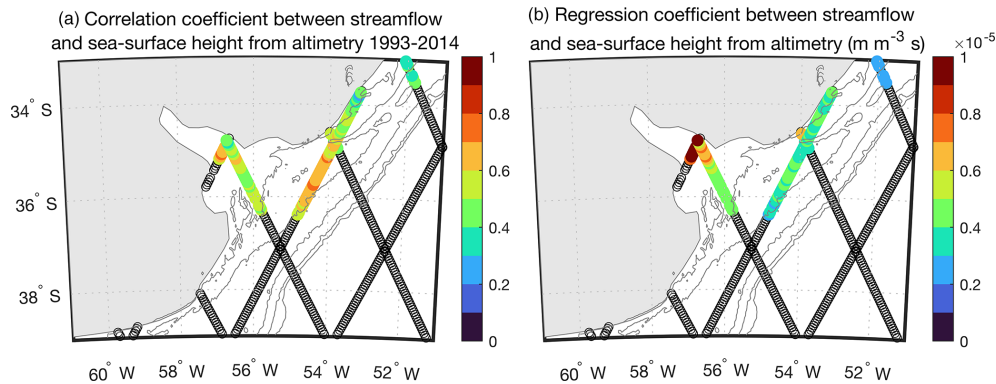 (a) Correlation coefficient between streamflow
and sea-surface height from altimetry 1993-2014
(b) Regression coefficient between streamflow
and sea-surface height from altimetry (m m⁻³ s)
×10⁻⁵
1
0.8
0.6
0.4
0.2
0
1
0.8
0.6
0.4
0.2
0
34° S
36° S
38° S
60° W 58° W 56° W 54° W 52° W
60° W 58° W 56° W 54° W 52° W